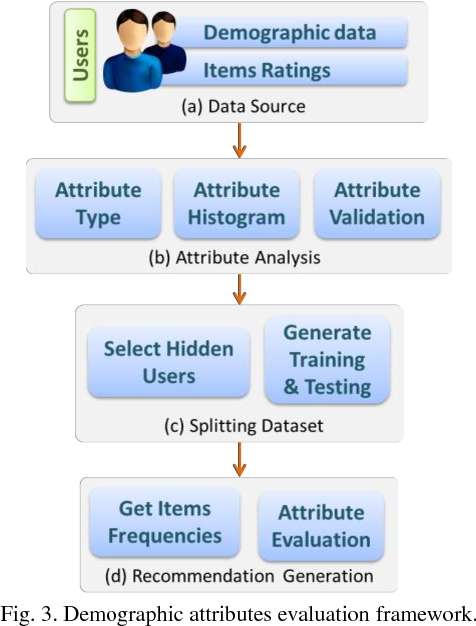 Users
Demographic data
Items Ratings
(a) Data Source
Attribute
Type
Attribute
Histogram
Attribute
Validation
(b) Attribute Analysis
Select Hidden
Users
Generate
Training
& Testing
(c) Splitting Dataset
Get Items
Frequencies
Attribute
Evaluation
(d) Recommendation Generation
Fig. 3. Demographic attributes evaluation framework.